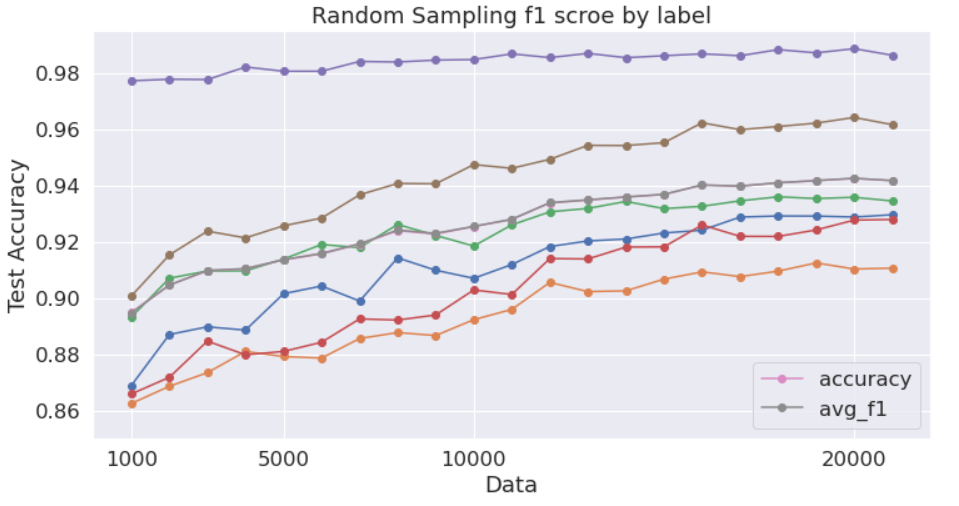 Random Sampling f1 scroe by label
Test Accuracy
0.98
0.96
0.94
0.92
0.90
0.88
0.86
accuracy
avg_f1
1000
5000
10000
20000
Data